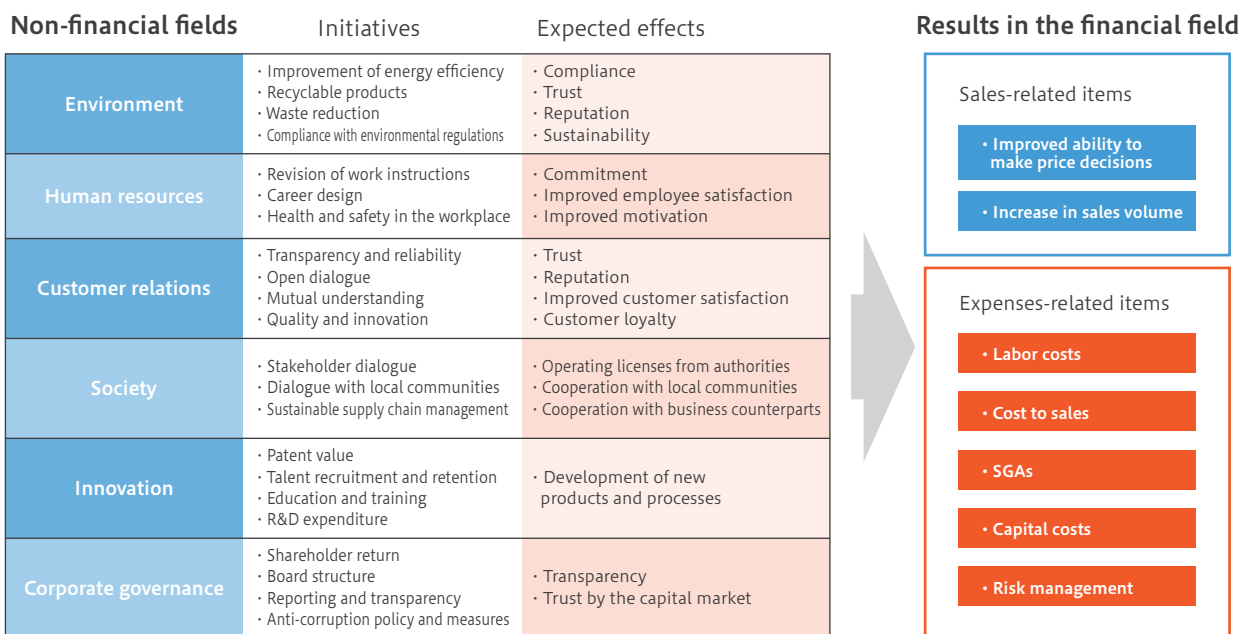 Non-financial fields
Initiatives
Expected effects
Results in the financial field
Environment
· Improvement of energy efficiency
· Recyclable products
· Waste reduction
· Compliance with environmental regulations
· Compliance
· Trust
· Reputation
· Sustainability
Human resources
· Revision of work instructions
· Career design
· Health and safety in the workplace
· Commitment
· Improved employee satisfaction
· Improved motivation
Customer relations
· Transparency and reliability
· Open dialogue
· Mutual understanding
· Quality and innovation
· Trust
· Reputation
· Improved customer satisfaction
· Customer loyalty
Society
· Stakeholder dialogue
· Dialogue with local communities
· Sustainable supply chain management
· Operating licenses from authorities
· Cooperation with local communities
· Cooperation with business counterparts
Innovation
· Patent value
· Talent recruitment and retention
· Education and training
· R&D expenditure
· Development of new
products and processes
Corporate governance
· Shareholder return
· Board structure
· Reporting and transparency
· Anti-corruption policy and measures
· Transparency
· Trust by the capital market
Sales-related items
· Improved ability to
make price decisions
· Increase in sales volume
Expenses-related items
· Labor costs
· Cost to sales
· SGAs
· Capital costs
· Risk management